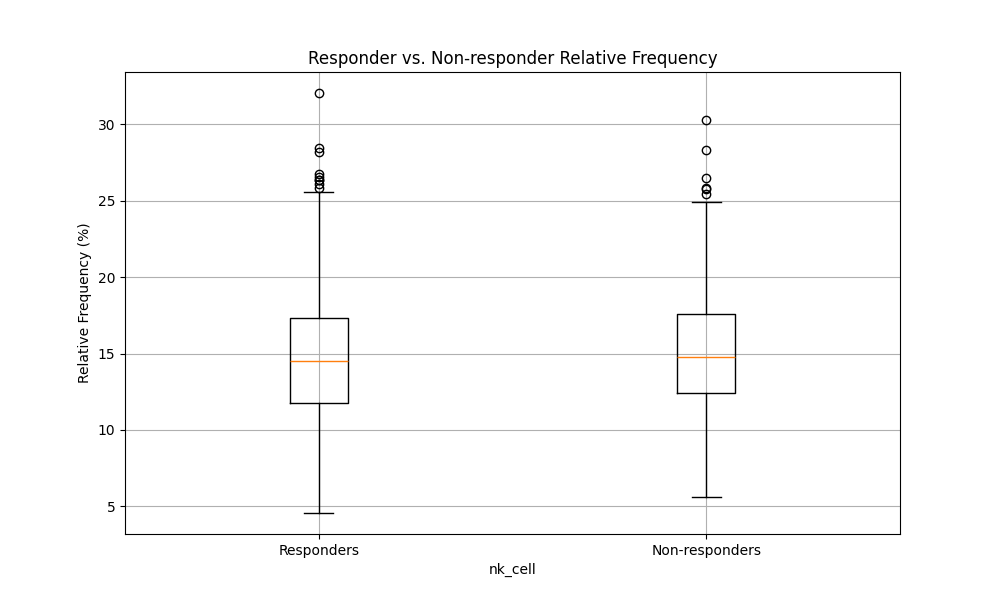 Responder vs. Non-responder Relative Frequency
Relative Frequency (%)
30
25
20
15
10
5
Responders
Non-responders
nk_cell